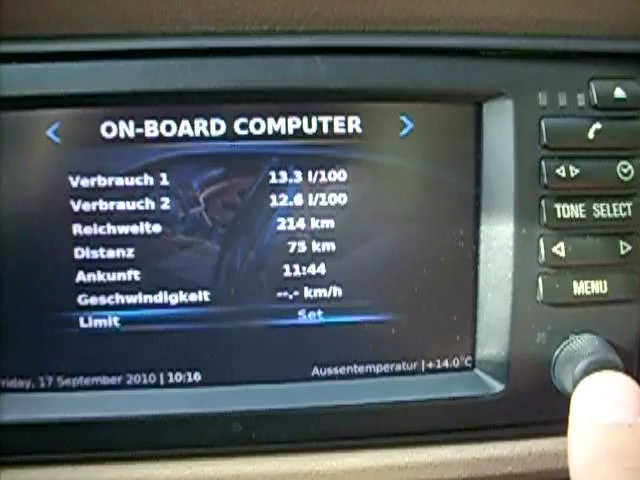 ON-BOARD COMPUTER
Verbrauch 1 13.3 l/100
Verbrauch 2 12.6 l/100
Reichweite 214 km
Distanz 75 km
Ankunft 11:44
Geschwindigkeit --.- km/h
Limit Set
riday, 17 September 2010 | 10:16
Aussentemperatur | +14.0°C
TONE SELECT
MENU